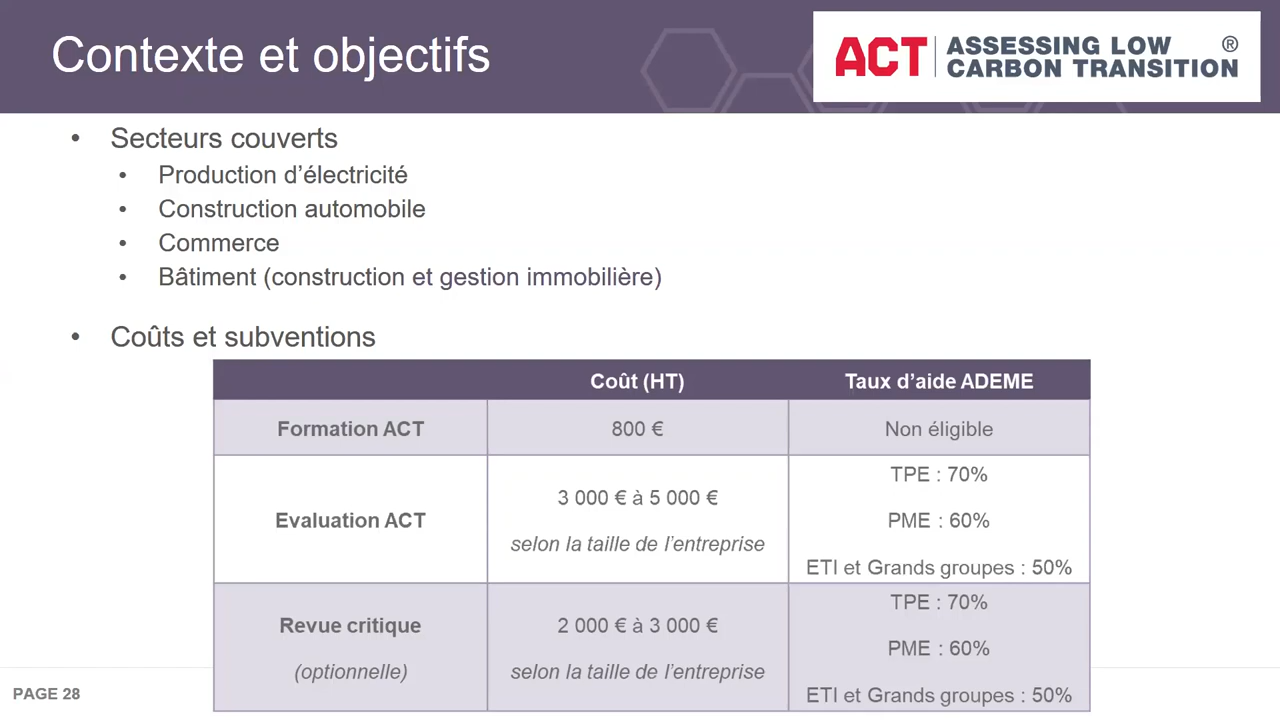 Contexte et objectifs
ACT ASSESSING LOW ®
CARBON TRANSITION
• Secteurs couverts
• Production d’électricité
• Construction automobile
• Commerce
• Bâtiment (construction et gestion immobilière)
• Coûts et subventions
Coût (HT) Taux d’aide ADEME
Formation ACT 800 € Non éligible
TPE : 70%
3 000 € à 5 000 €
Evaluation ACT PME : 60%
selon la taille de l’entreprise
ETI et Grands groupes : 50%
TPE : 70%
Revue critique 2 000 € à 3 000 €
PME : 60%
(optionnelle) selon la taille de l’entreprise
ETI et Grands groupes : 50%
PAGE 28